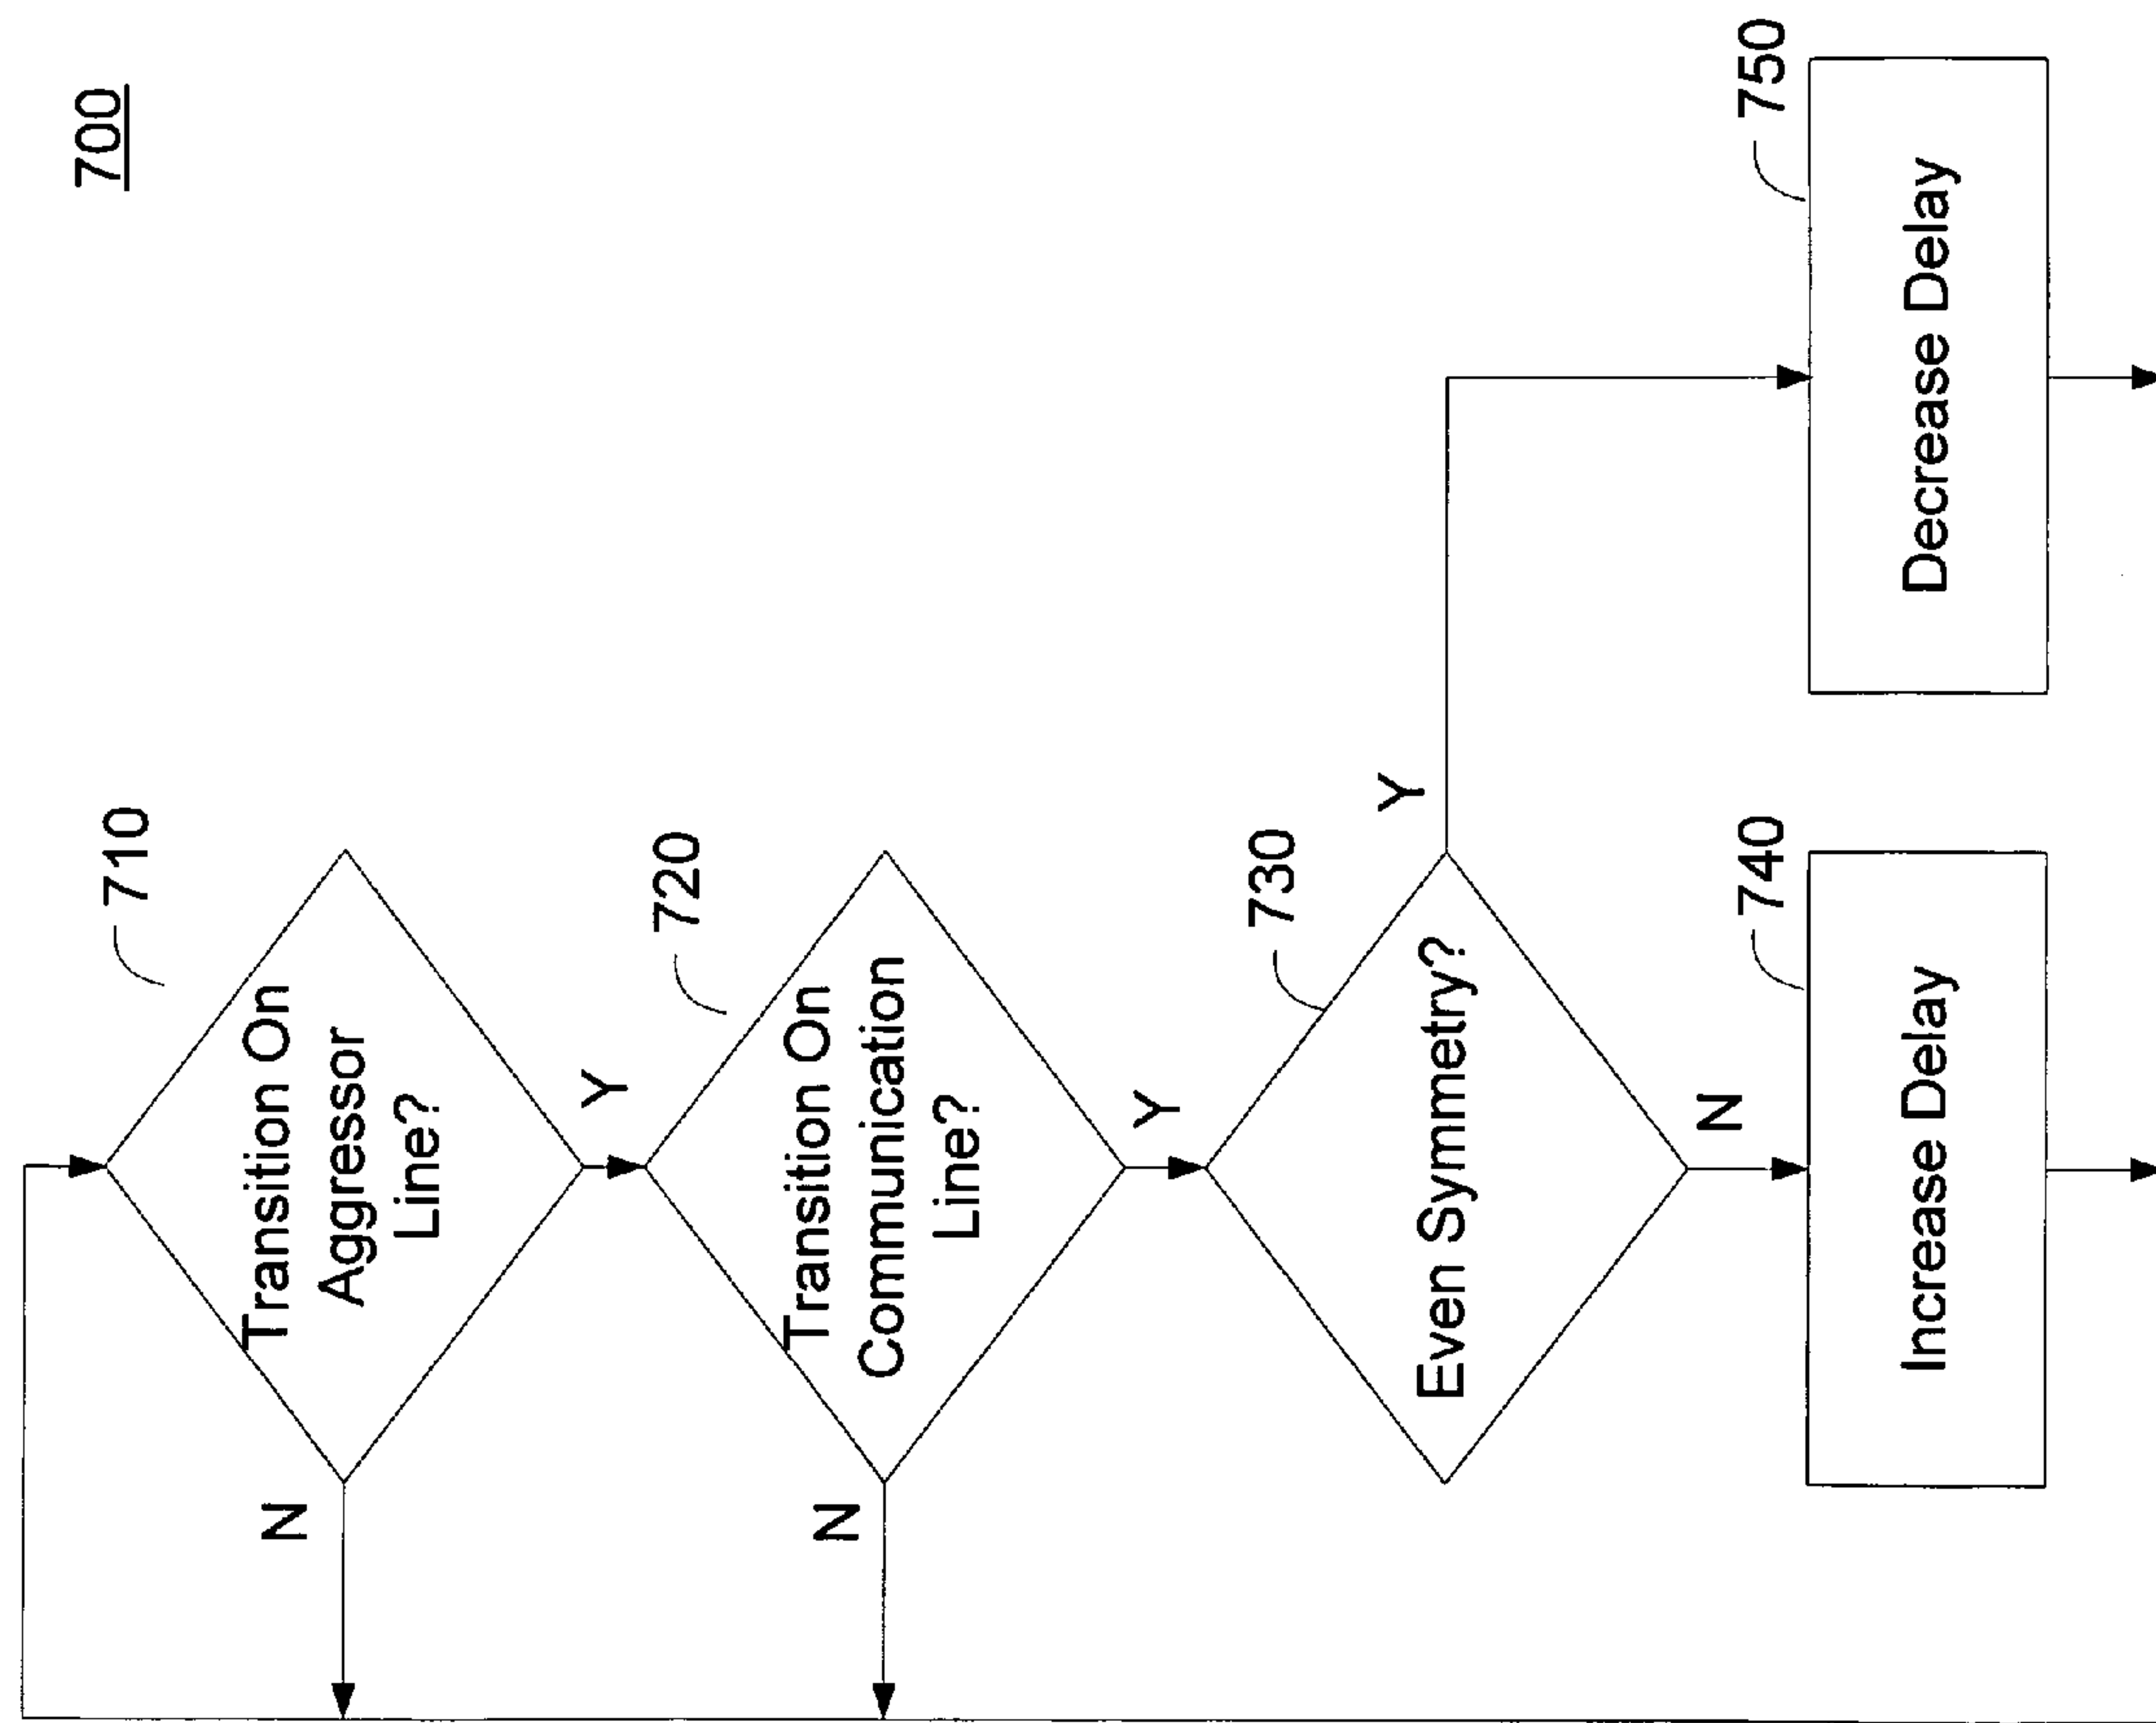 700
710
Transition On
Aggressor
Line?
N
Y
720
Transition On
Communication
Line?
N
Y
730
Even Symmetry?
Y
N
740
Increase Delay
750
Decrease Delay